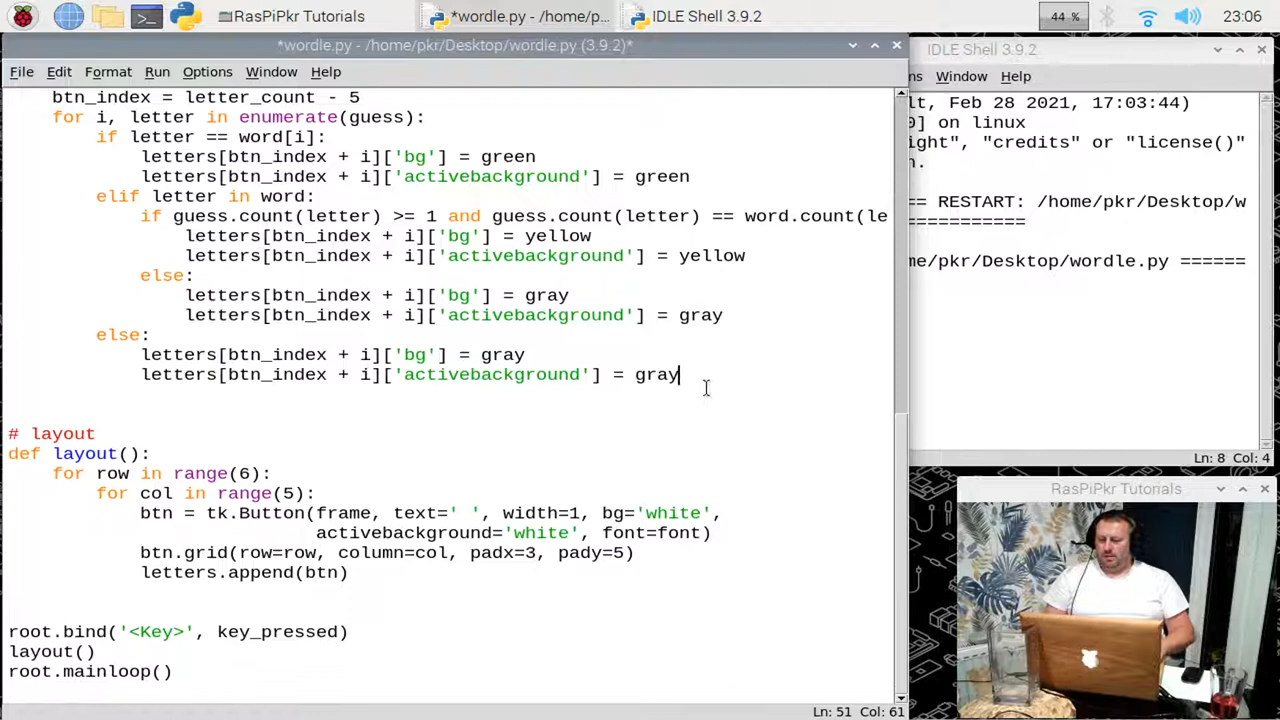 RasPiPkr Tutorials
*wordle.py - /home/p...
IDLE Shell 3.9.2
44 %
23:06
*wordle.py - /home/pkr/Desktop/wordle.py (3.9.2)*
File Edit Format Run Options Window Help
btn_index = letter_count - 5
for i, letter in enumerate(guess):
if letter == word[i]:
letters[btn_index + i]['bg'] = green
letters[btn_index + i]['activebackground'] = green
elif letter in word:
if guess.count(letter) >= 1 and guess.count(letter) == word.count(le
letters[btn_index + i]['bg'] = yellow
letters[btn_index + i]['activebackground'] = yellow
else:
letters[btn_index + i]['bg'] = gray
letters[btn_index + i]['activebackground'] = gray
else:
letters[btn_index + i]['bg'] = gray
letters[btn_index + i]['activebackground'] = gray
# layout
def layout():
for row in range(6):
for col in range(5):
btn = tk.Button(frame, text=' ', width=1, bg='white',
activebackground='white', font=font)
btn.grid(row=row, column=col, padx=3, pady=5)
letters.append(btn)
root.bind('<Key>', key_pressed)
layout()
root.mainloop()
Ln: 51 Col: 61
IDLE Shell 3.9.2
ns Window Help
lt, Feb 28 2021, 17:03:44)
0] on linux
ight", "credits" or "license()"
n.
== RESTART: /home/pkr/Desktop/w
============
me/pkr/Desktop/wordle.py ======
Ln: 8 Col: 4
RasPiPkr Tutorials